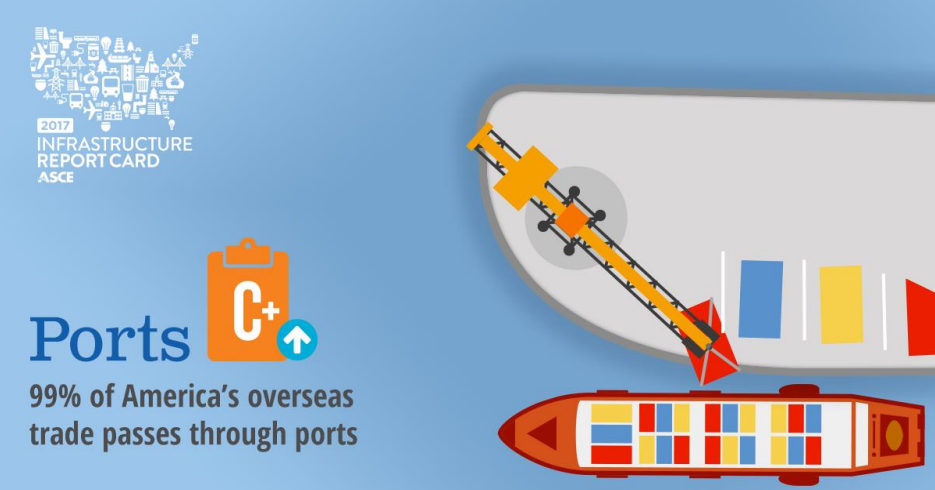 2017
INFRASTRUCTURE
REPORT CARD
ASCE
Ports
C+
99% of America's overseas
trade passes through ports